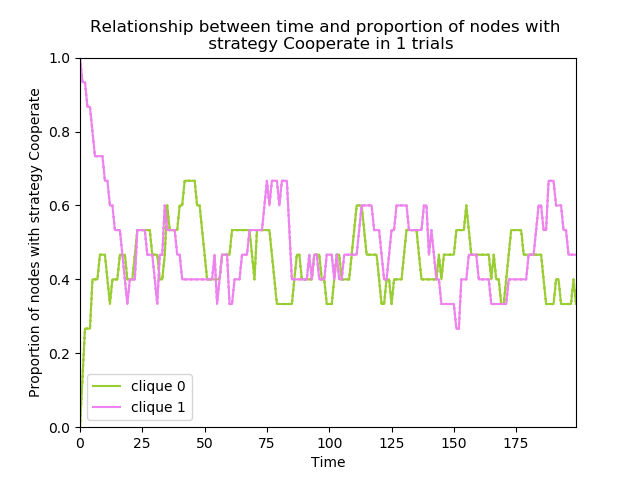 Relationship between time and proportion of nodes with
strategy Cooperate in 1 trials
Proportion of nodes with strategy Cooperate
1.0
0.8
0.6
0.4
0.2
0.0
clique 0
clique 1
0 25 50 75 100 125 150 175
Time